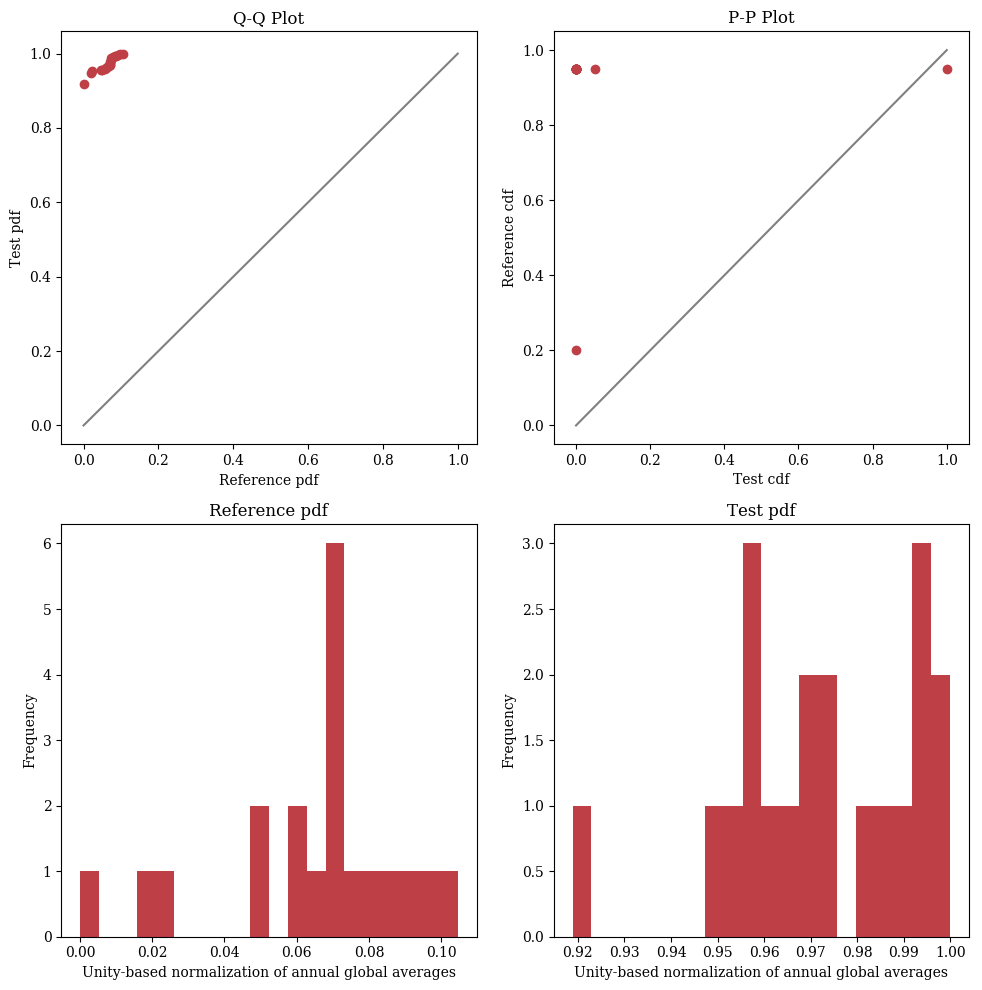 Q-Q Plot
Test pdf
1.0
0.8
0.6
0.4
0.2
0.0
0.0 0.2 0.4 0.6 0.8 1.0
Reference pdf
P-P Plot
Reference cdf
1.0
0.8
0.6
0.4
0.2
0.0
0.0 0.2 0.4 0.6 0.8 1.0
Test cdf
Reference pdf
Frequency
6
5
4
3
2
1
0
0.00 0.02 0.04 0.06 0.08 0.10
Unity-based normalization of annual global averages
Test pdf
Frequency
3.0
2.5
2.0
1.5
1.0
0.5
0.0
0.92 0.93 0.94 0.95 0.96 0.97 0.98 0.99 1.00
Unity-based normalization of annual global averages